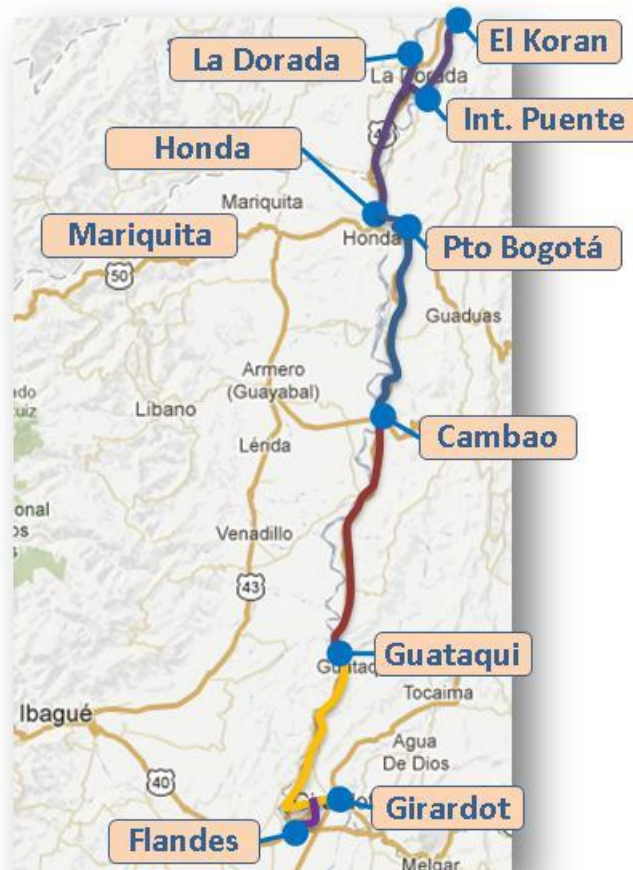 El Koran
La Dorada
La Dorada
Int. Puente
Honda
Mariquita
Mariquita
Honda
Pto Bogotá
50
Guaduas
Armero
(Guayabal)
Libano
Cambao
Lérida
Venadillo
43
Guataqui
Tocaima
Ibagué
Agua
De Dios
40
Girardot
Flandes
Melgar